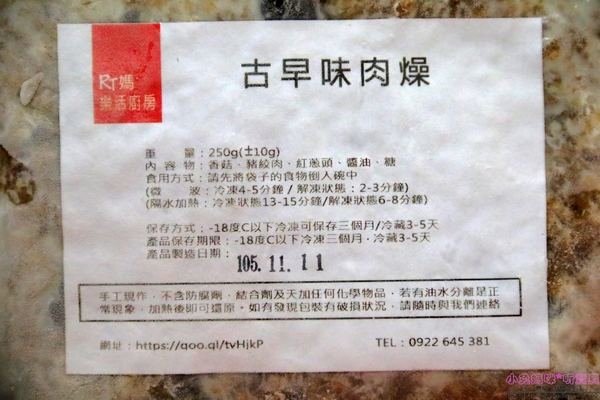 RT媽
樂活廚房
古早味肉燥
重　　量：250g(±10g)
內 容 物：香菇、豬絞肉、紅蔥頭、醬油、糖
食用方式：請先將袋子的食物倒入碗中
(微　　波：冷凍4-5分鐘 / 解凍狀態：2-3分鐘)
(隔水加熱：冷凍狀態13-15分鐘/解凍狀態6-8分鐘)
保存方式：-18度C以下冷凍可保存三個月/冷藏3-5天
產品保存期限：-18度C以下冷凍三個月．冷藏3-5天
產品製造日期：
105.11.11
手工現作．不含防腐劑．結合劑及天加任何化學物品．若有油水分離是正
常現象．加熱後即可還原。如有發現包裝有破損狀況．請隨時與我們連絡
網址：https://goo.gl/tvHjkP
TEL：0922 645 381